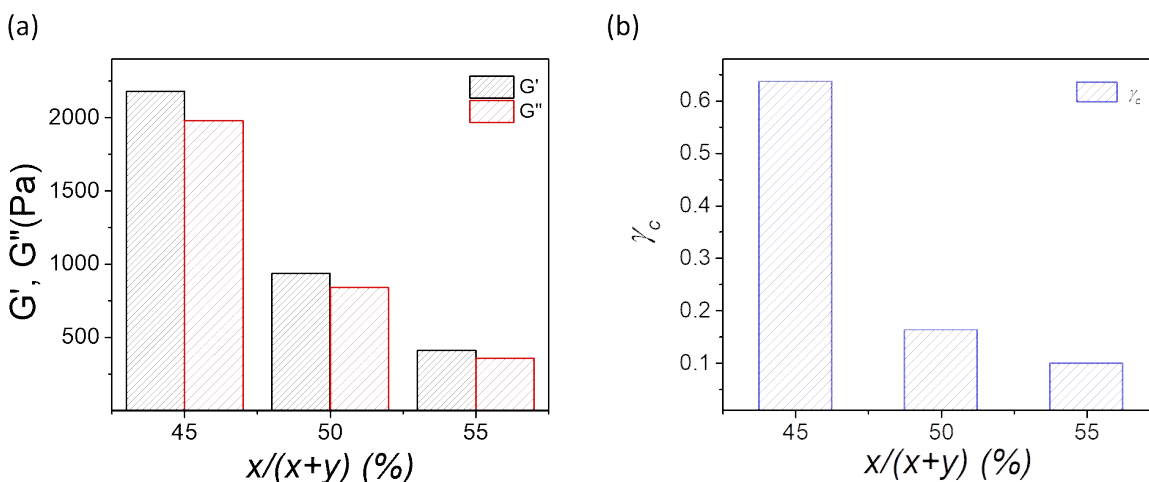 (a)
G', G"(Pa)
2000
1500
1000
500
G'
G"
45
50
55
x/(x+y) (%)
(b)
γc
0.6
0.5
0.4
0.3
0.2
0.1
γc
45
50
55
x/(x+y) (%)